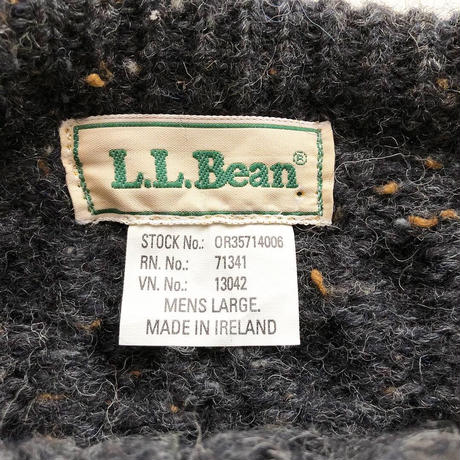 L.L.Bean®
STOCK No.: OR35714006
RN. No.: 71341
VN. No.: 13042
MENS LARGE.
MADE IN IRELAND